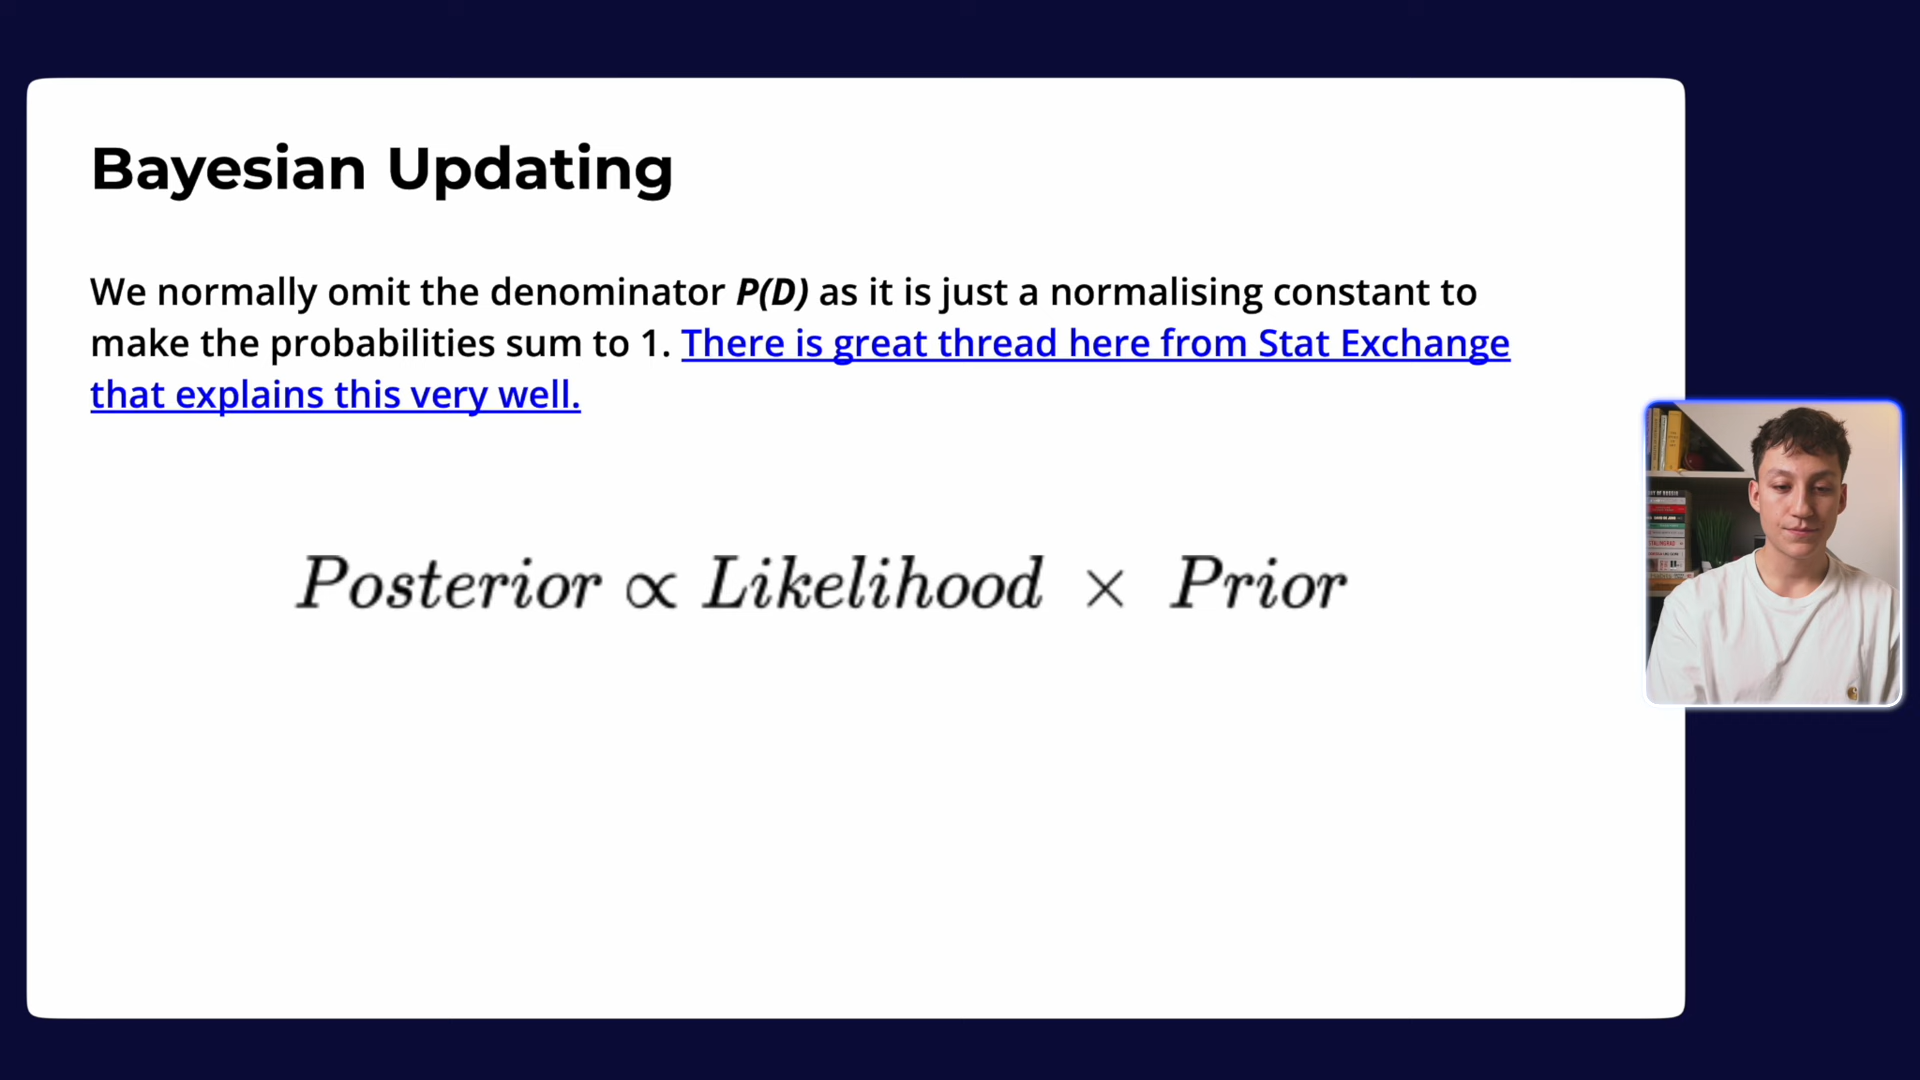 Bayesian Updating
We normally omit the denominator P(D) as it is just a normalising constant to
make the probabilities sum to 1. There is great thread here from Stat Exchange
that explains this very well.
Posterior ∝ Likelihood × Prior
STALINGRAD